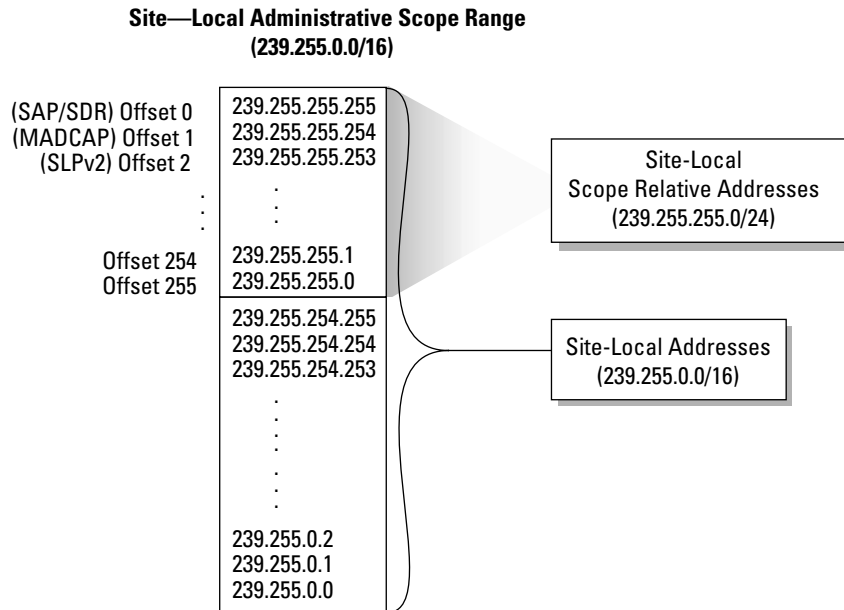 Site—Local Administrative Scope Range
(239.255.0.0/16)
(SAP/SDR) Offset 0 239.255.255.255
(MADCAP) Offset 1 239.255.255.254
(SLPv2) Offset 2 239.255.255.253
. .
. .
. .
Offset 254 239.255.255.1
Offset 255 239.255.255.0
239.255.254.255
239.255.254.254
239.255.254.253
.
.
.
.
.
.
239.255.0.2
239.255.0.1
239.255.0.0
Site-Local
Scope Relative Addresses
(239.255.255.0/24)
Site-Local Addresses
(239.255.0.0/16)